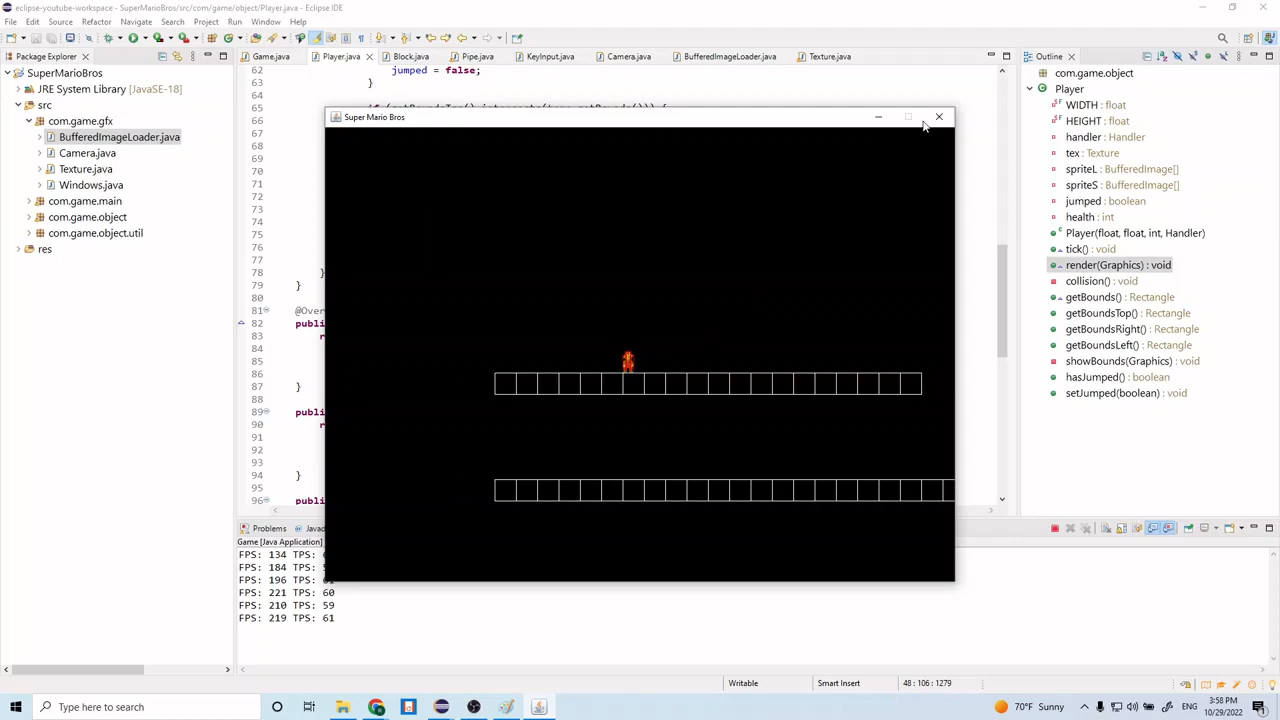 eclipse-youtube-workspace - SuperMarioBros/src/com/game/object/Player.java - Eclipse IDE
File Edit Source Refactor Navigate Search Project Run Window Help
Package Explorer
Game.java Player.java Block.java Pipe.java KeyInput.java Camera.java BufferedImageLoader.java Texture.java
Outline
SuperMarioBros
JRE System Library [JavaSE-18]
src
com.game.gfx
BufferedImageLoader.java
Camera.java
Texture.java
Windows.java
com.game.main
com.game.object
com.game.object.util
res
62 jumped = false;
63 }
64
65
66
67
68
69
70
71
72
73
74
75
76
77
78 }
79 }
80
81 @Over
82 publi
83 r
84
85
86
87 }
88
89 publi
90 r
91
92
93
94 }
95
96 publi
Super Mario Bros
com.game.object
Player
WIDTH : float
HEIGHT : float
handler : Handler
tex : Texture
spriteL : BufferedImage[]
spriteS : BufferedImage[]
jumped : boolean
health : int
Player(float, float, int, Handler)
tick() : void
render(Graphics) : void
collision() : void
getBounds() : Rectangle
getBoundsTop() : Rectangle
getBoundsRight() : Rectangle
getBoundsLeft() : Rectangle
showBounds(Graphics) : void
hasJumped() : boolean
setJumped(boolean) : void
Problems Javad
Game [Java Application]
FPS: 134 TPS:
FPS: 184 TPS:
FPS: 196 TPS: 61
FPS: 221 TPS: 60
FPS: 210 TPS: 59
FPS: 219 TPS: 61
Writable Smart Insert 48 : 106 : 1279
Type here to search
70°F Sunny
ENG
3:58 PM
10/29/2022